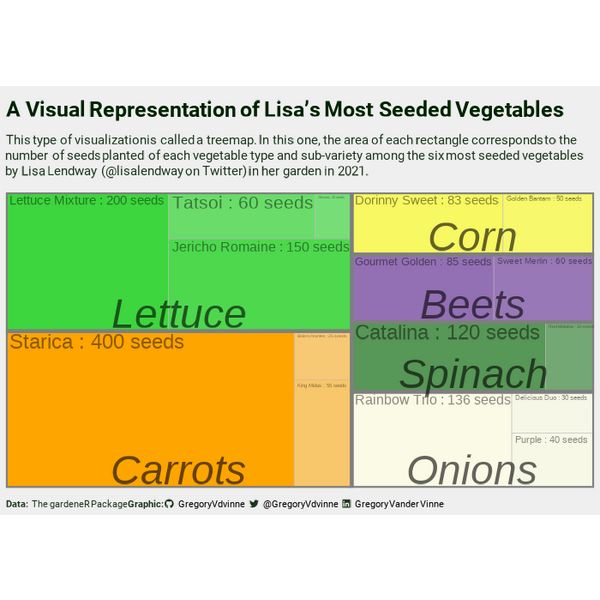 A Visual Representation of Lisa's Most Seeded Vegetables
This type of visualization is called a treemap. In this one, the area of each rectangle corresponds to the
number of seeds planted of each vegetable type and sub-variety among the six most seeded vegetables
by Lisa Lendway (@lisalendway on Twitter) in her garden in 2021.
Lettuce Mixture : 200 seeds
Tatsoi : 60 seeds
Jericho Romaine : 150 seeds
Lettuce
Starica : 400 seeds
King Midas : 50 seeds
Carrots
Dorinny Sweet : 83 seeds
Golden Bantam : 50 seeds
Corn
Gourmet Golden : 85 seeds
Sweet Merlin : 60 seeds
Beets
Catalina : 120 seeds
Spinach
Rainbow Trio : 136 seeds
Delicious Duo : 30 seeds
Purple : 40 seeds
Onions
Data: The gardeneR Package Graphic: GregoryVdvinne @GregoryVdvinne GregoryVanderVinne